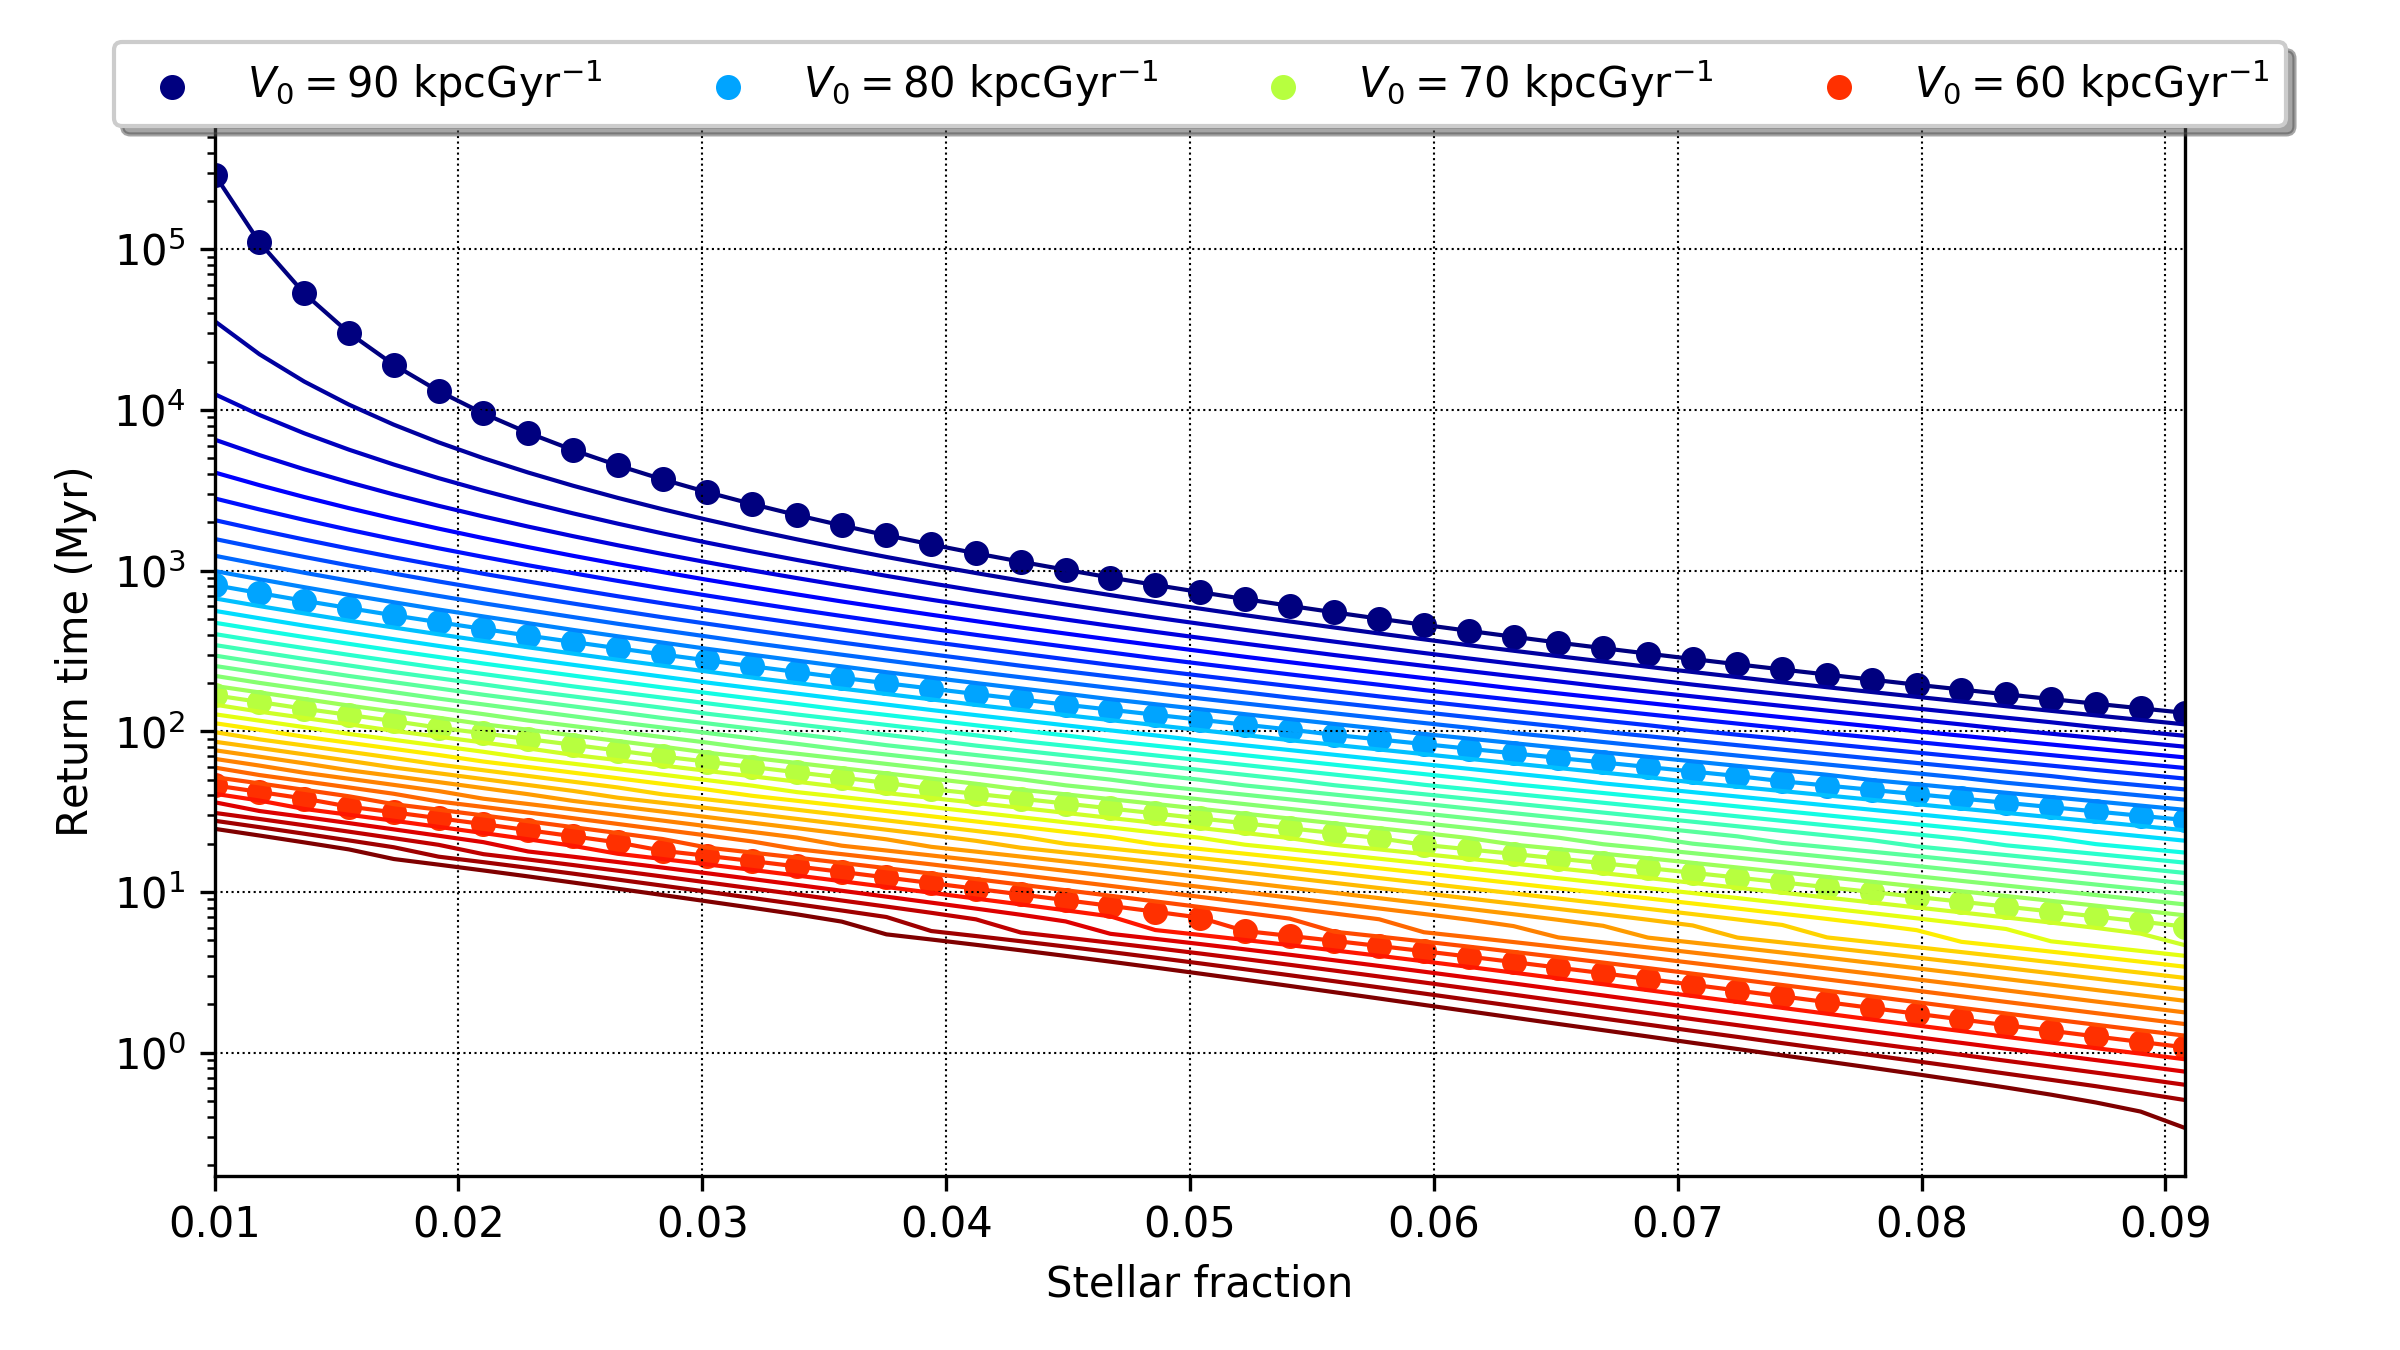 V₀ = 90 kpcGyr⁻¹ V₀ = 80 kpcGyr⁻¹ V₀ = 70 kpcGyr⁻¹ V₀ = 60 kpcGyr⁻¹
10⁵
10⁴
10³
10²
10¹
10⁰
Return time (Myr)
0.01 0.02 0.03 0.04 0.05 0.06 0.07 0.08 0.09
Stellar fraction